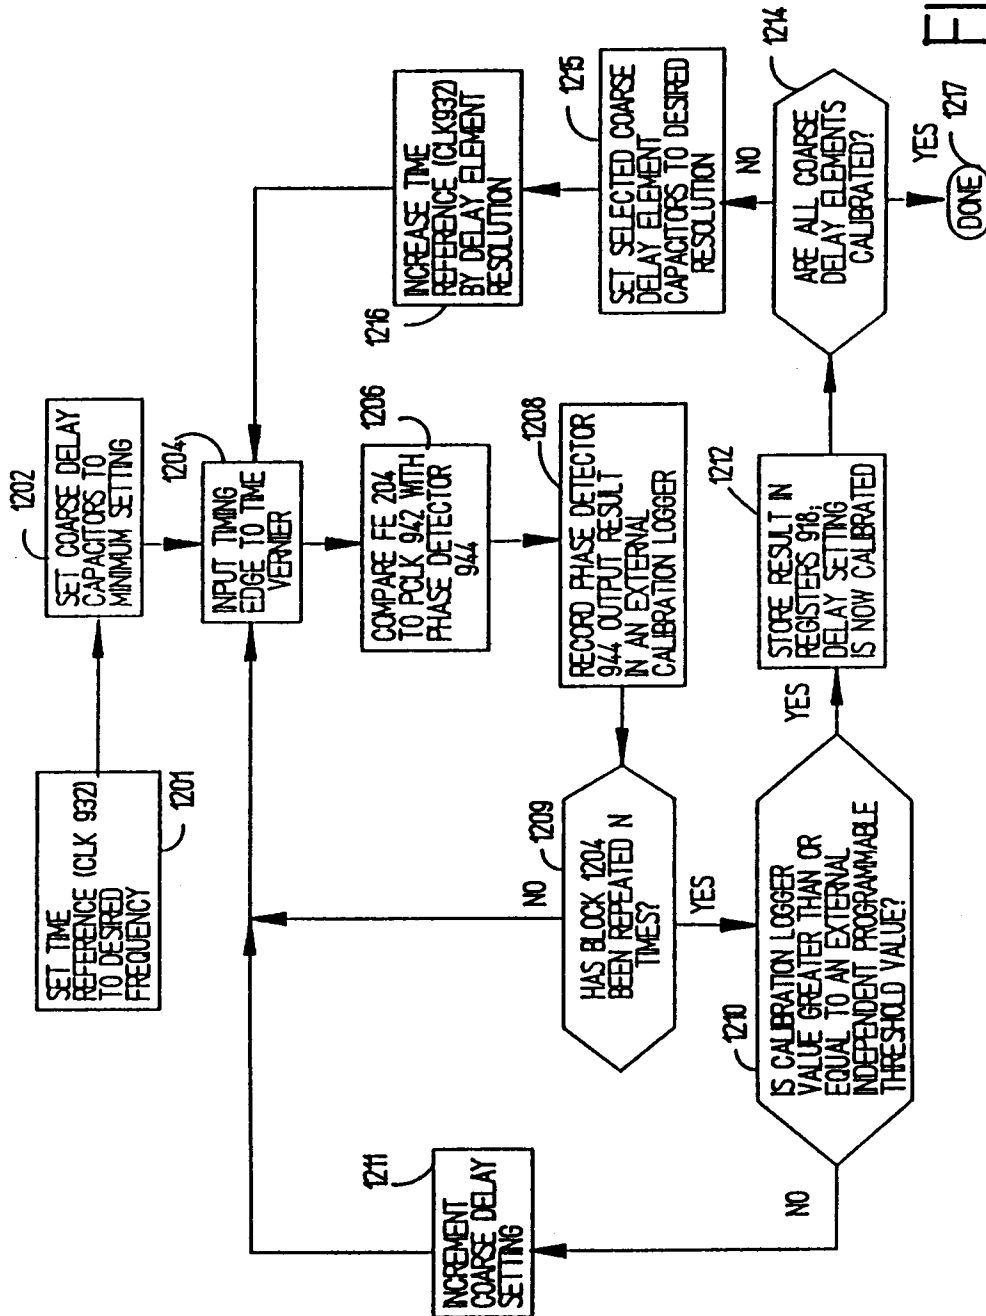 SET TIME
REFERENCE (CLK 932)
TO DESIRED
FREQUENCY
1201
SET COARSE DELAY
CAPACITORS TO
MINIMUM SETTING
1202
INPUT TIMING
EDGE TO TIME
VERNIER
1204
COMPARE FE 204
TO PCLK 942 WITH
PHASE DETECTOR
944
1206
RECORD PHASE DETECTOR
944 OUTPUT RESULT
IN AN EXTERNAL
CALIBRATION LOGGER
1208
HAS BLOCK 1204
BEEN REPEATED N
TIMES?
1209
NO
YES
IS CALIBRATION LOGGER
VALUE GREATER THAN OR
EQUAL TO AN EXTERNAL
INDEPENDENT PROGRAMMABLE
THRESHOLD VALUE?
1210
NO
YES
INCREMENT
COARSE DELAY
SETTING
1211
STORE RESULT IN
REGISTERS 918;
DELAY SETTING
IS NOW CALIBRATED
1212
ARE ALL COARSE
DELAY ELEMENTS
CALIBRATED?
1214
NO
YES
SET SELECTED COARSE
DELAY ELEMENT
CAPACITORS TO DESIRED
RESOLUTION
1215
INCREASE TIME
REFERENCE (CLK932)
BY DELAY ELEMENT
RESOLUTION
1216
DONE
1217